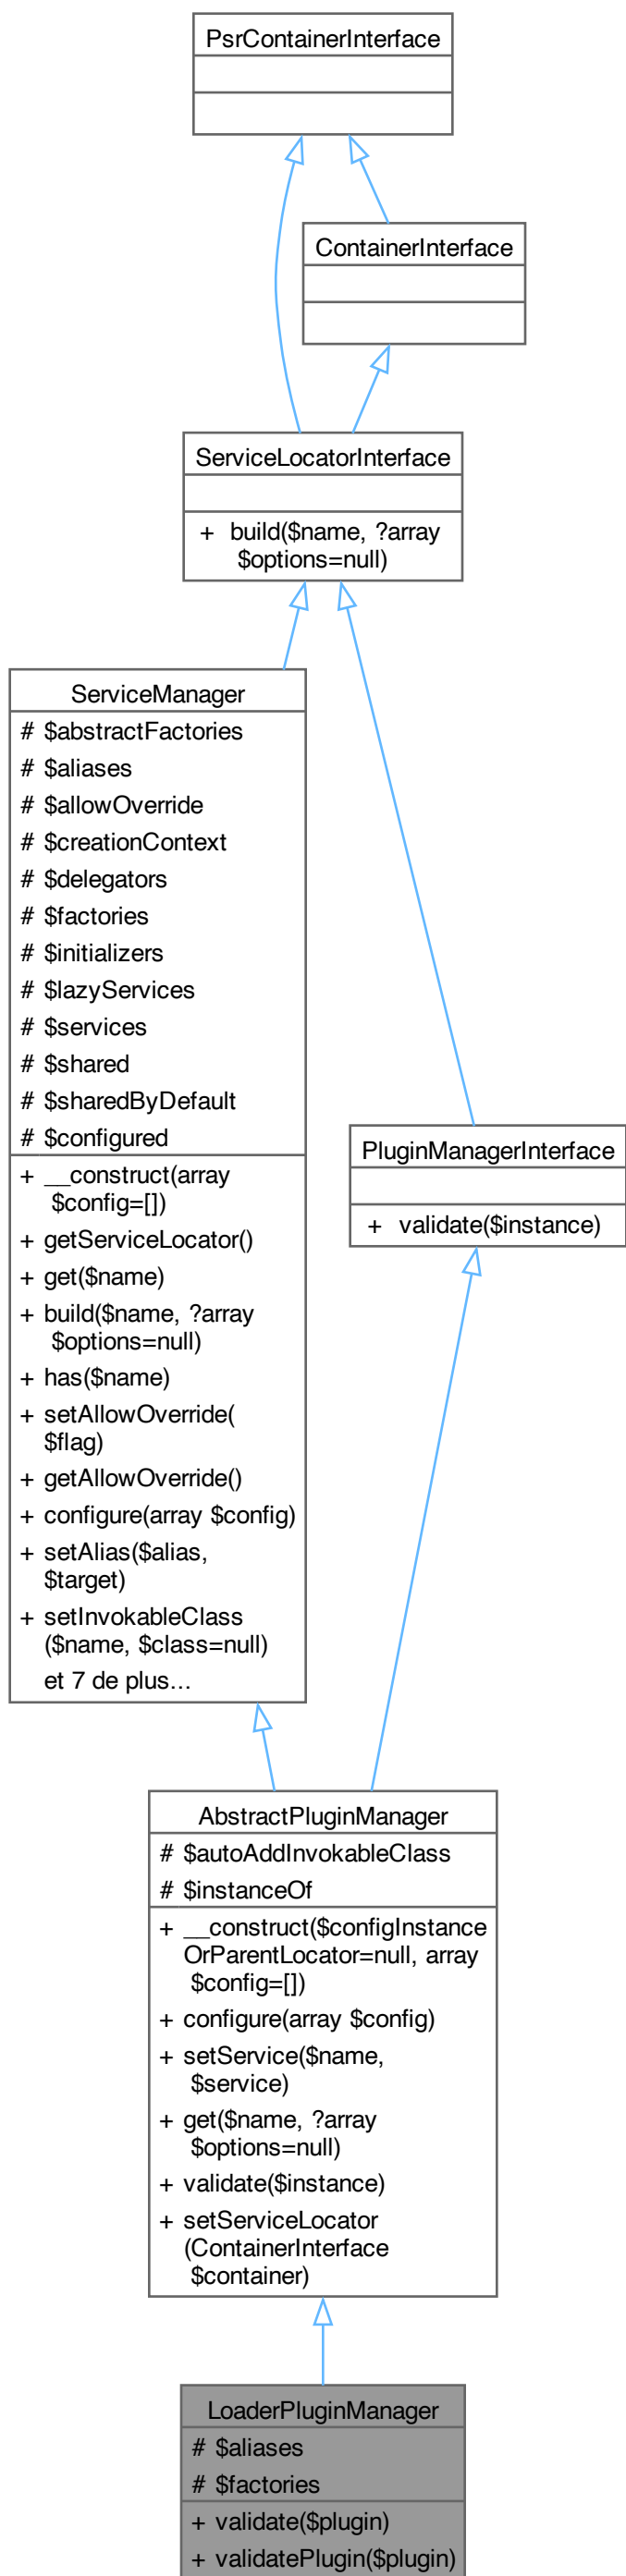 PsrContainerInterface
ContainerInterface
ServiceLocatorInterface
+ build($name, ?array
$options=null)
ServiceManager
# $abstractFactories
# $aliases
# $allowOverride
# $creationContext
# $delegators
# $factories
# $initializers
# $lazyServices
# $services
# $shared
# $sharedByDefault
# $configured
+ __construct(array
$config=[])
+ getServiceLocator()
+ get($name)
+ build($name, ?array
$options=null)
+ has($name)
+ setAllowOverride(
$flag)
+ getAllowOverride()
+ configure(array $config)
+ setAlias($alias,
$target)
+ setInvokableClass
($name, $class=null)
et 7 de plus...
PluginManagerInterface
+ validate($instance)
AbstractPluginManager
# $autoAddInvokableClass
# $instanceOf
+ __construct($configInstance
OrParentLocator=null, array
$config=[])
+ configure(array $config)
+ setService($name,
$service)
+ get($name, ?array
$options=null)
+ validate($instance)
+ setServiceLocator
(ContainerInterface
$container)
LoaderPluginManager
# $aliases
# $factories
+ validate($plugin)
+ validatePlugin($plugin)